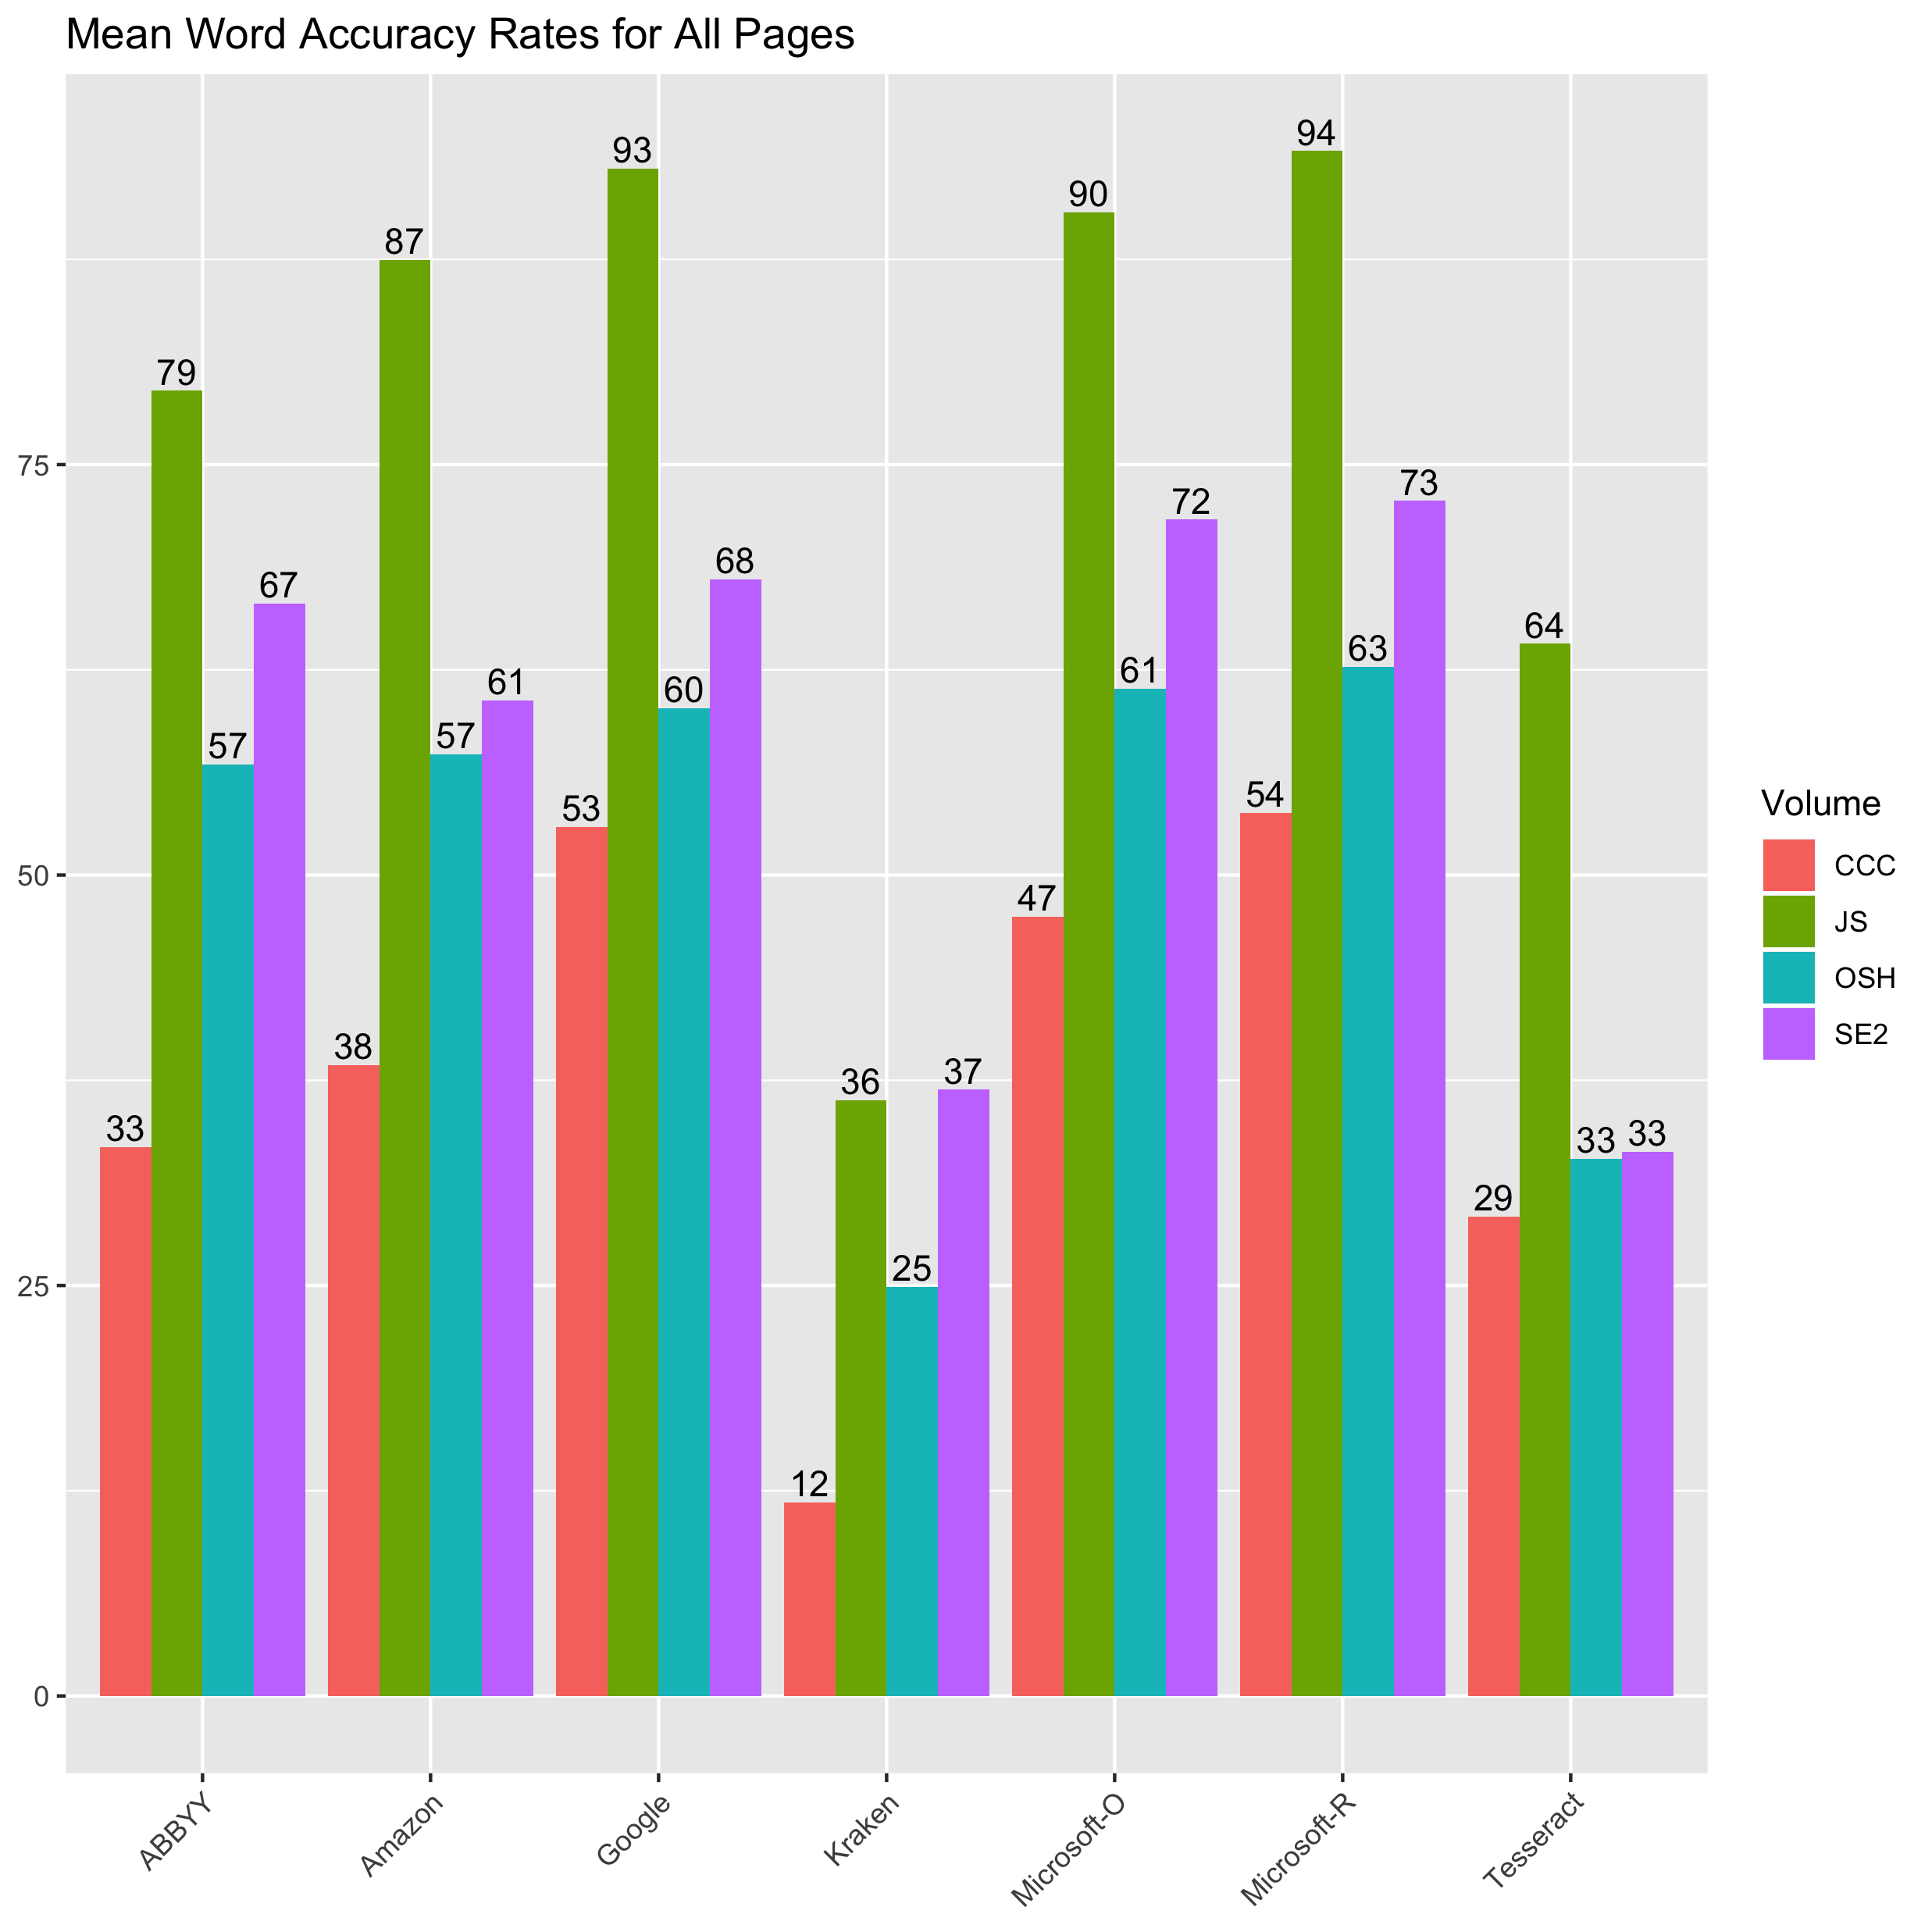 Mean Word Accuracy Rates for All Pages
93
94
90
87
79
75
73
72
68
67
64
63
61
61
60
57
57
54
53
50
47
38
37
36
33
33
33
29
25
25
12
0
Volume
CCC
JS
OSH
SE2
ABBYY
Amazon
Google
Kraken
Microsoft-O
Microsoft-R
Tesseract